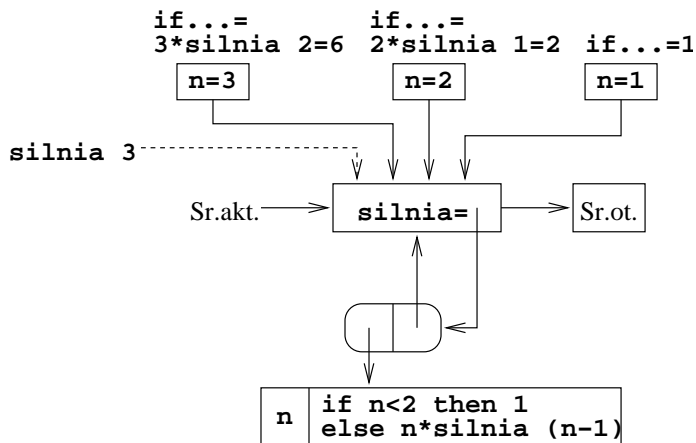 if...=
3*silnia 2=6
if...=
2*silnia 1=2
if...=1
n=3
n=2
n=1
silnia 3
Sr.akt.
silnia=
Sr.ot.
n
if n<2 then 1
else n*silnia (n-1)